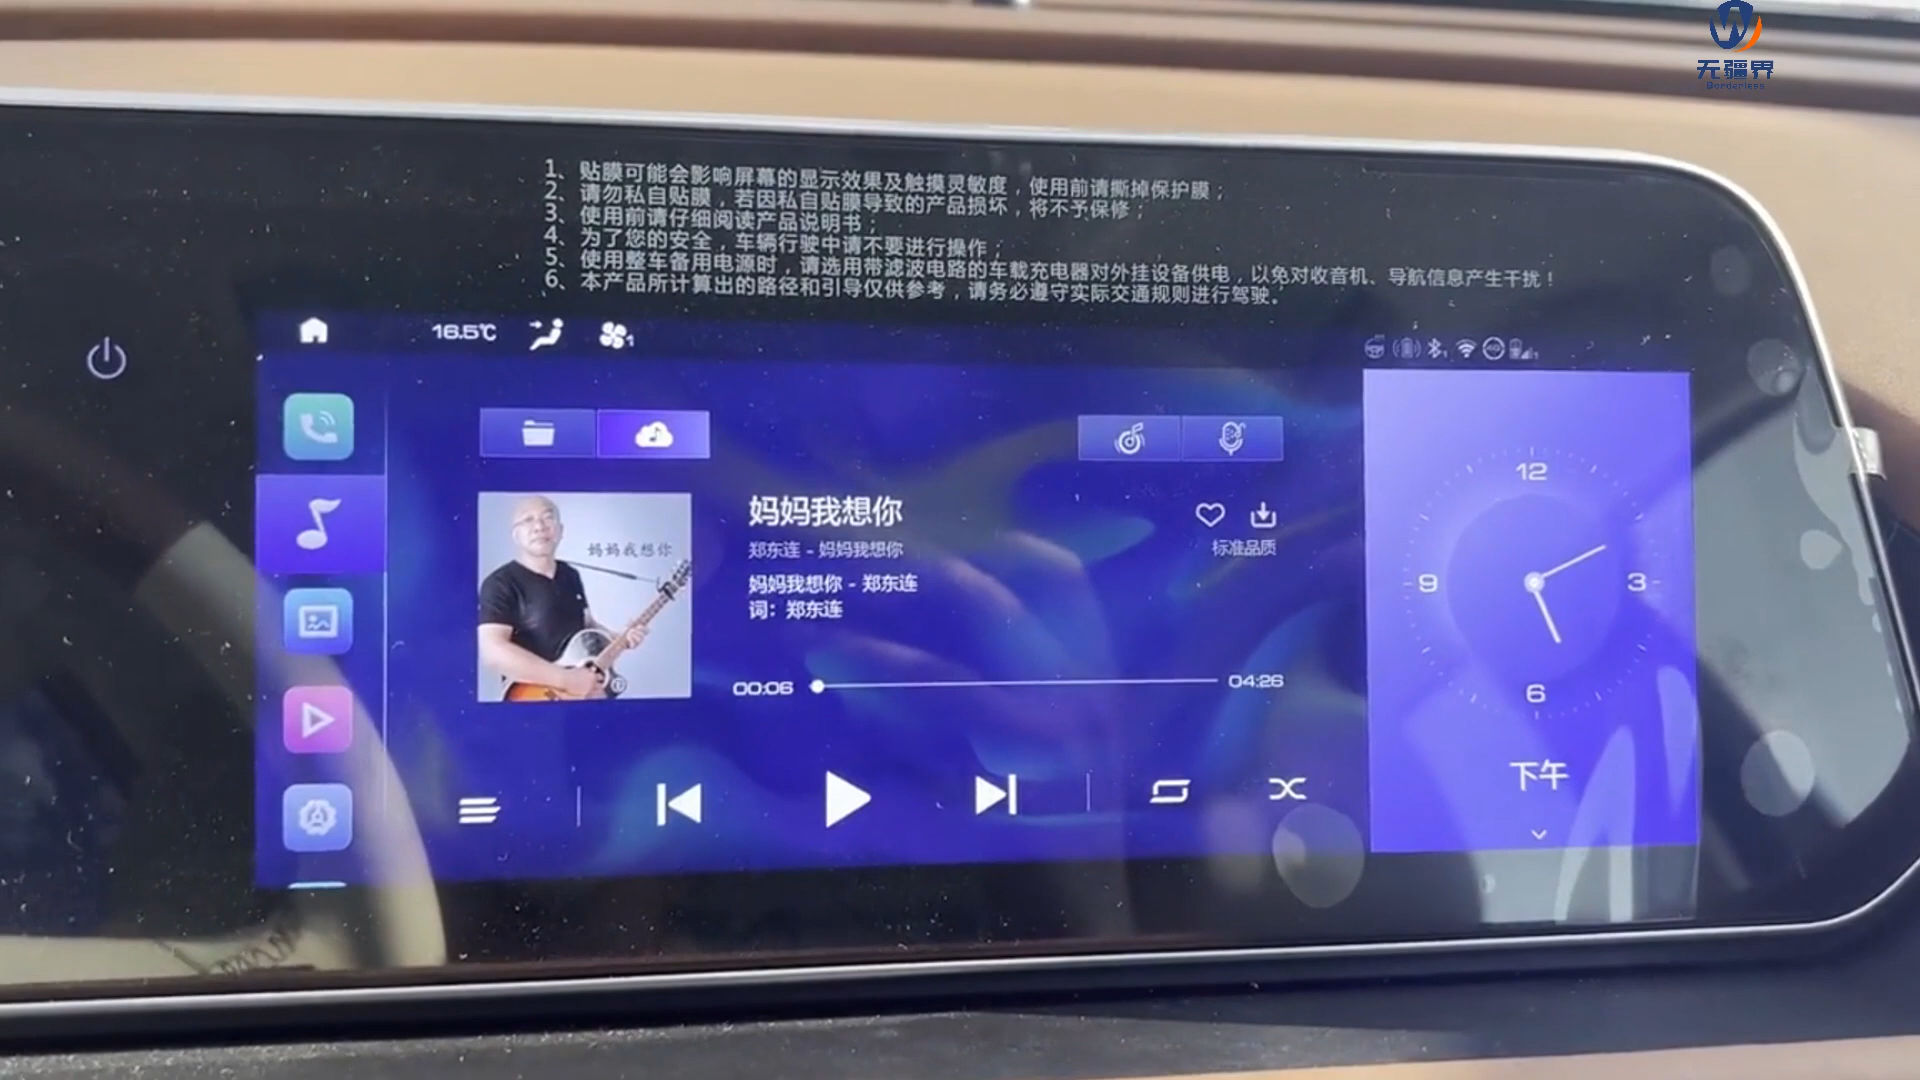 无疆界
Borderless
1、贴膜可能会影响屏幕的显示效果及触摸灵敏度，使用前请撕掉保护膜；
2、请勿私自贴膜，若因私自贴膜导致的产品损坏，将不予保修；
3、使用前请仔细阅读产品说明书；
4、为了您的安全，车辆行驶中请不要进行操作；
5、使用整车备用电源时，请选用带滤波电路的车载充电器对外挂设备供电，以免对收音机、导航信息产生干扰！
6、本产品所计算出的路径和引导仅供参考，请务必遵守实际交通规则进行驾驶。
16.5℃
1
12
妈妈我想你
郑东连 - 妈妈我想你
标准品质
妈妈我想你
妈妈我想你 - 郑东连
词：郑东连
9
3
00:06
04:26
6
下午